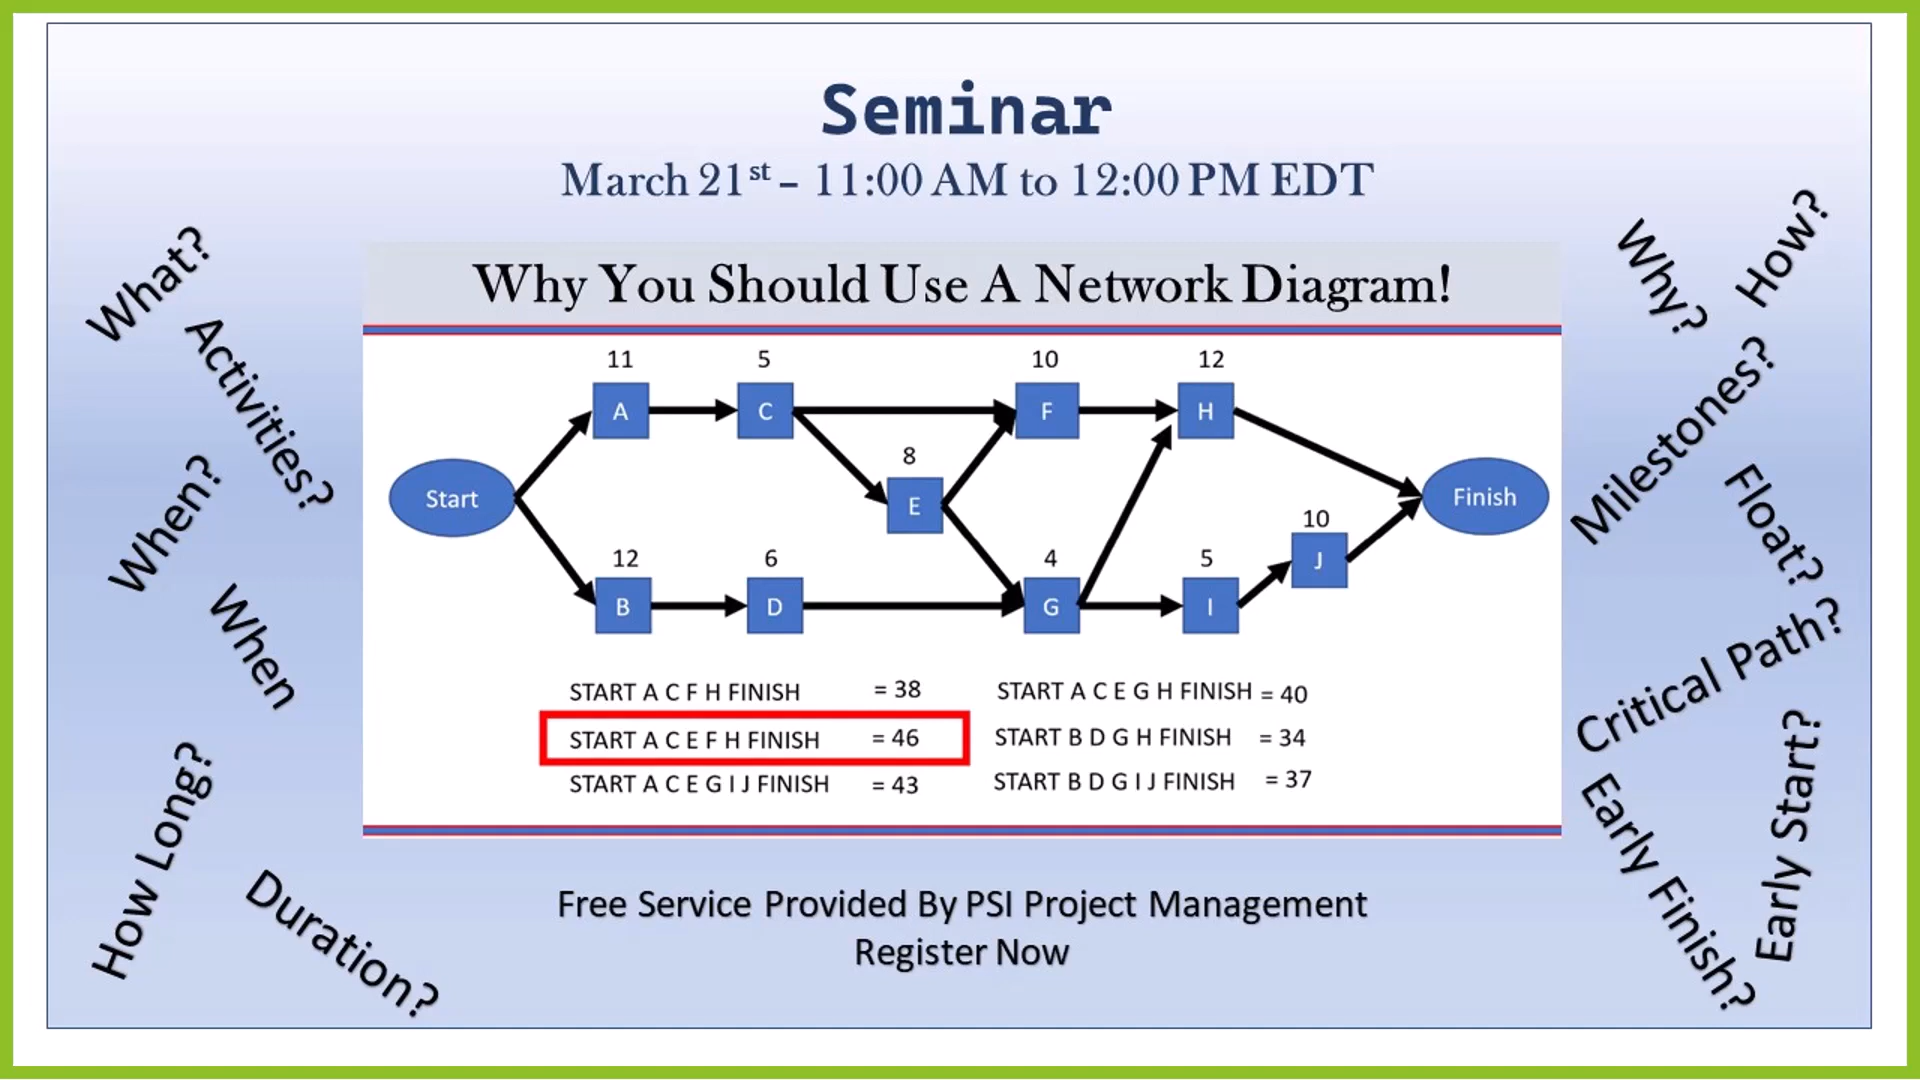 Seminar
March 21st – 11:00 AM to 12:00 PM EDT
What?
Activities?
When?
When
How Long?
Duration?
Why You Should Use A Network Diagram!
11
5
10
12
A
C
F
H
8
E
Start
Finish
12
6
4
5
10
B
D
G
I
J
START A C F H FINISH = 38
START A C E F H FINISH = 46
START A C E G I J FINISH = 43
START A C E G H FINISH = 40
START B D G H FINISH = 34
START B D G I J FINISH = 37
Why?
How?
Milestones?
Float?
Critical Path?
Early Start?
Early Finish?
Free Service Provided By PSI Project Management
Register Now